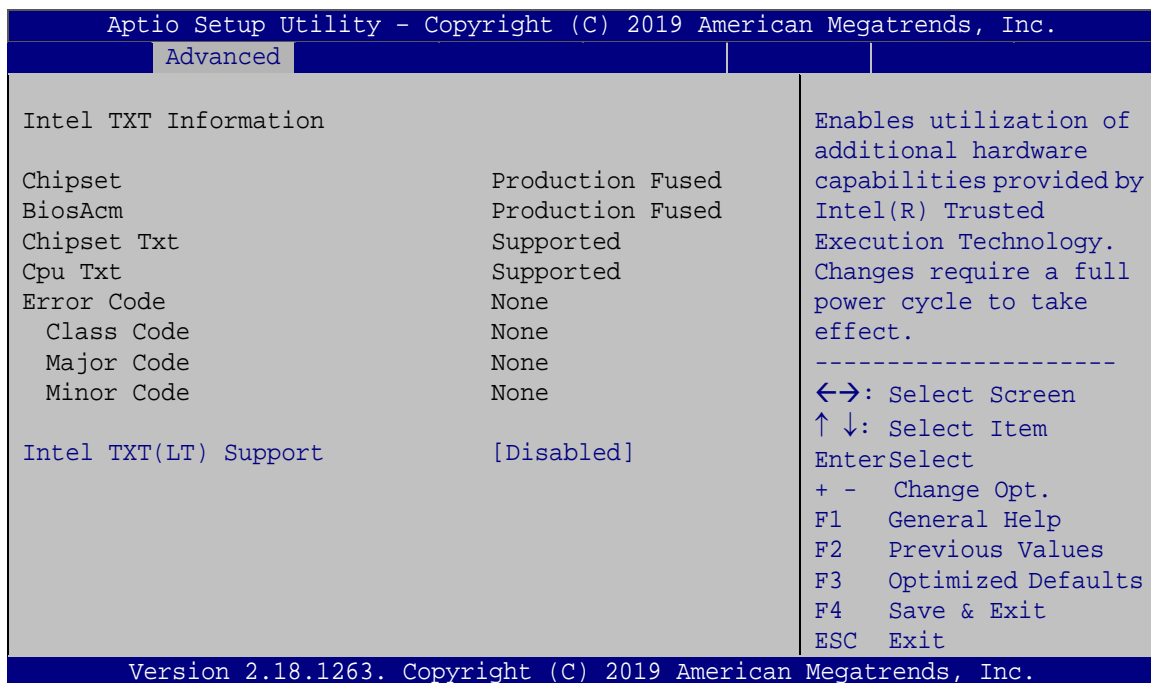 Aptio Setup Utility – Copyright (C) 2019 American Megatrends, Inc.
Advanced
Intel TXT Information
Chipset Production Fused
BiosAcm Production Fused
Chipset Txt Supported
Cpu Txt Supported
Error Code None
Class Code None
Major Code None
Minor Code None
Intel TXT(LT) Support [Disabled]
Enables utilization of
additional hardware
capabilities provided by
Intel(R) Trusted
Execution Technology.
Changes require a full
power cycle to take
effect.
---------------------
←→: Select Screen
↑ ↓: Select Item
EnterSelect
+ - Change Opt.
F1 General Help
F2 Previous Values
F3 Optimized Defaults
F4 Save & Exit
ESC Exit
Version 2.18.1263. Copyright (C) 2019 American Megatrends, Inc.